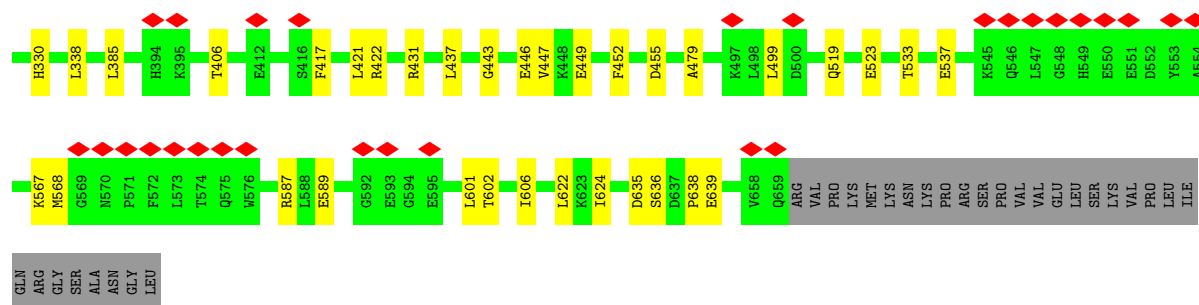 H330 L338 L385 H394 K395 T406 E412 S416 F417 L421 R422 R431 L437 G443 E446 V447 K448 E449 F452 D455 A479 K497 L498 L499 D500 Q519 E523 T533 E537 K545 Q546 L547 G548 H549 E550 E551 D552 Y553 A554
K567 M568 G569 N570 P571 F572 L573 T574 Q575 W576 R587 L588 E589 G592 E593 G594 E595 L601 T602 I606 L622 K623 I624 D635 S636 D637 P638 E639 V658 Q659 ARG VAL PRO LYS MET LYS ASN LYS PRO ARG SER PRO VAL VAL GLU LEU SER LYS VAL PRO LEU ILE
GLN ARG GLY SER ALA ASN GLY LEU